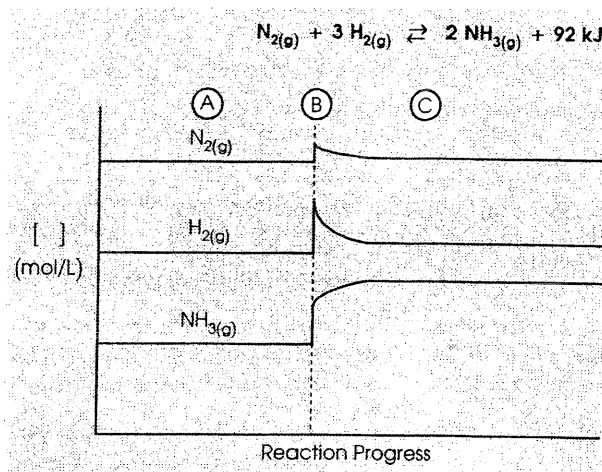 N₂(g) + 3 H₂(g) ⇄ 2 NH₃(g) + 92 kJ
A B C
N₂(g)
H₂(g)
[ ]
(mol/L)
NH₃(g)
Reaction Progress